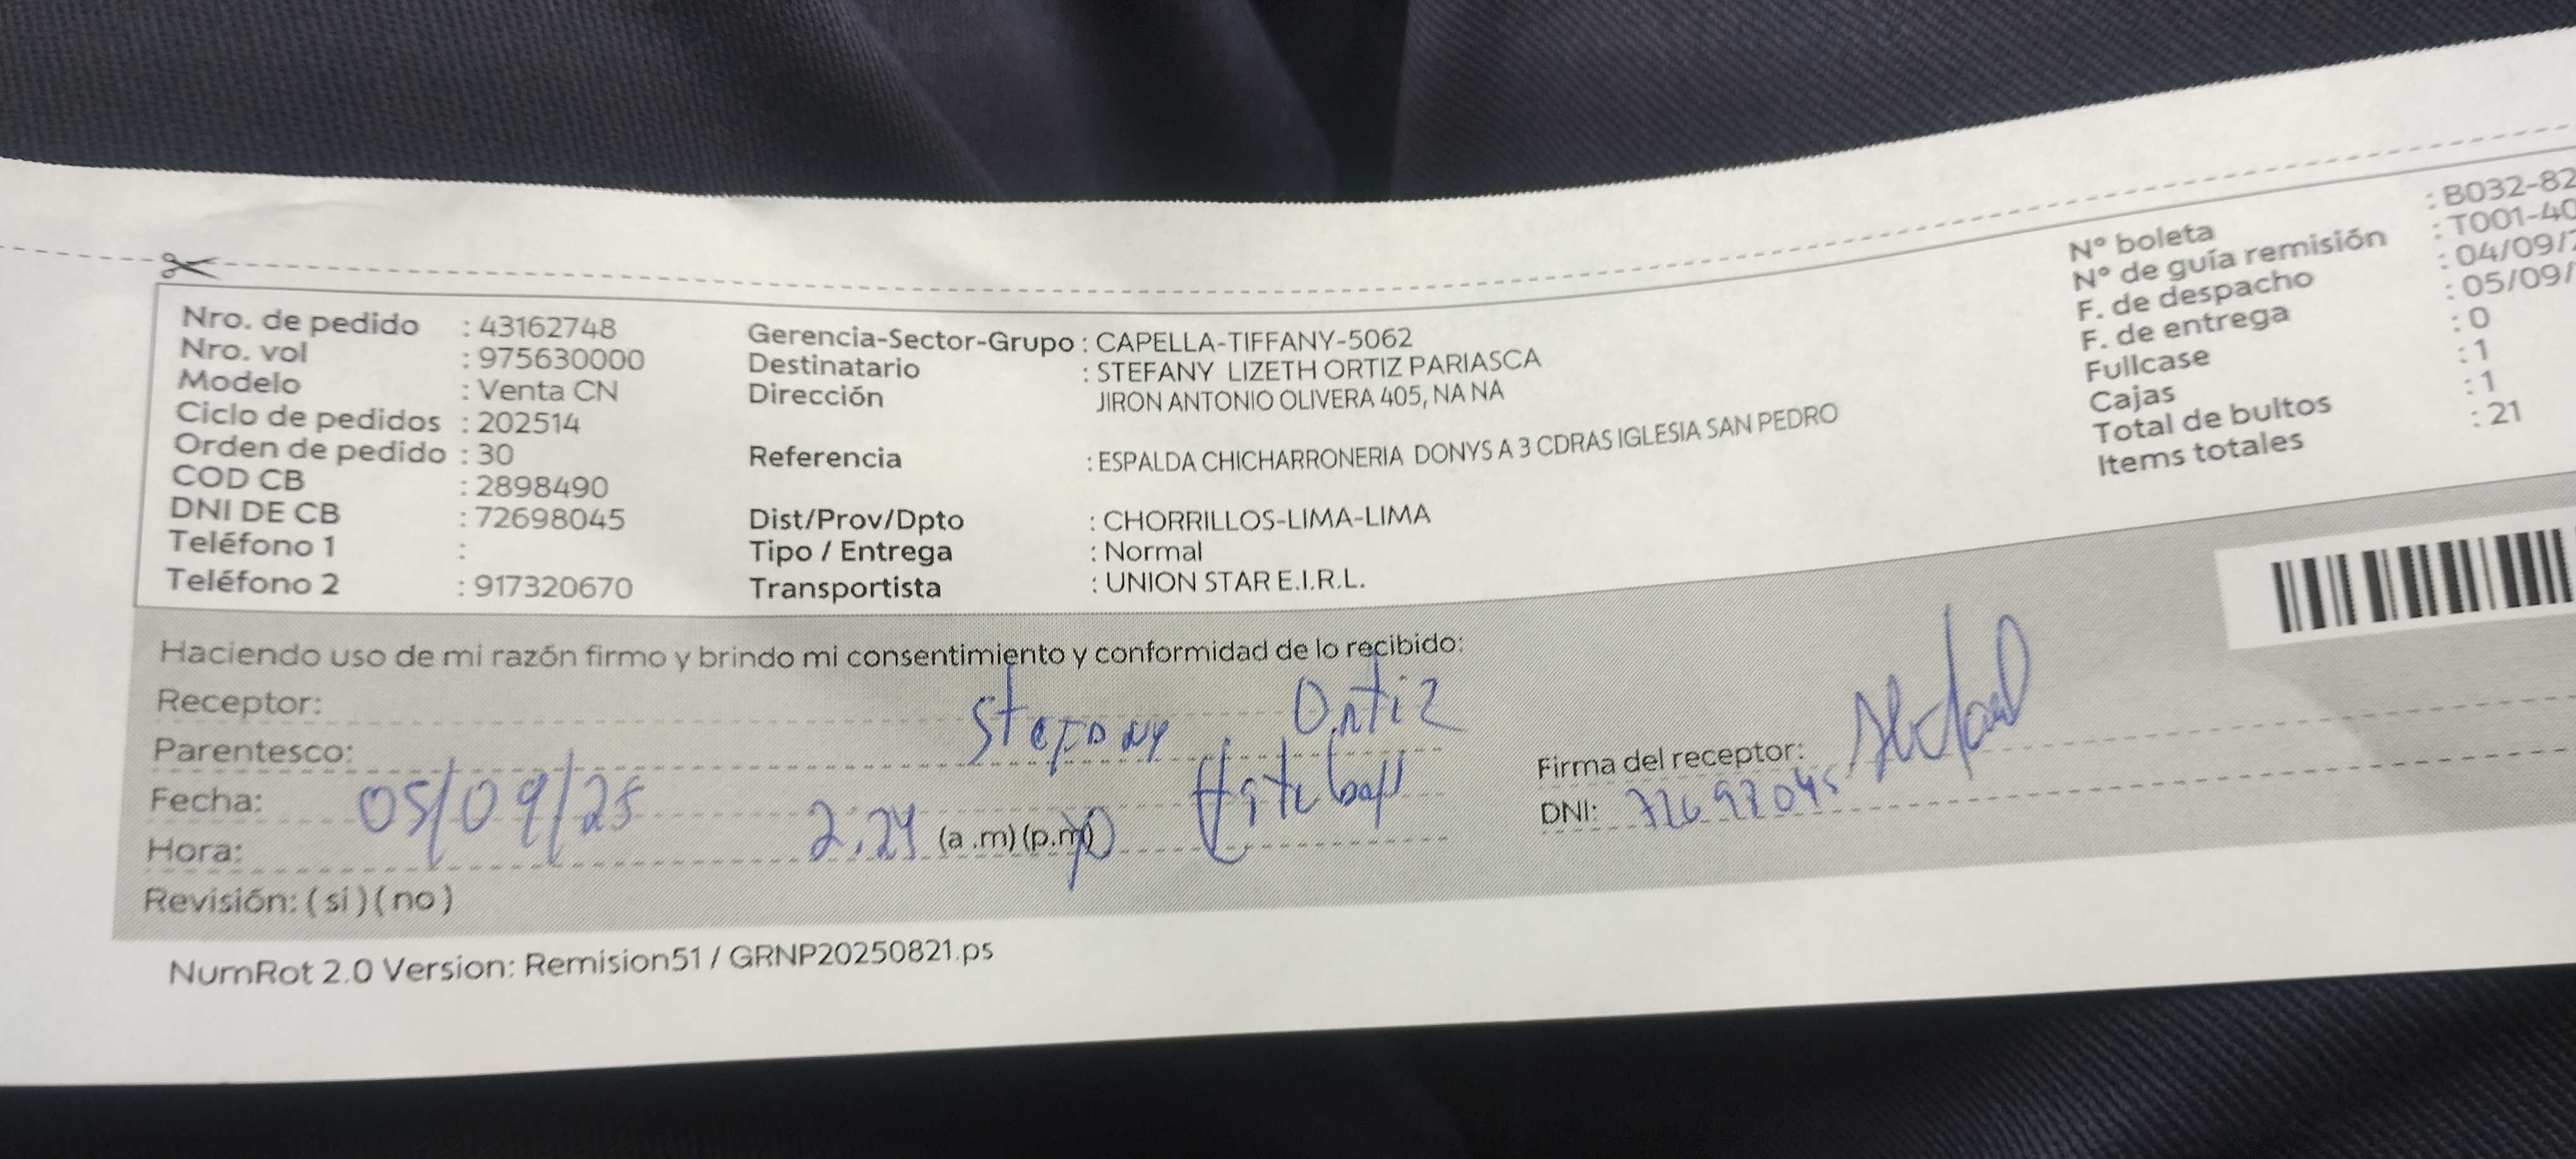 Nro. de pedido : 43162748
Nro. vol : 975630000
Modelo : Venta CN
Ciclo de pedidos : 202514
Orden de pedido : 30
COD CB : 2898490
DNI DE CB : 72698045
Teléfono 1 :
Teléfono 2 : 917320670
Gerencia-Sector-Grupo : CAPELLA-TIFFANY-5062
Destinatario : STEFANY LIZETH ORTIZ PARIASCA
Dirección JIRON ANTONIO OLIVERA 405, NA NA
Referencia : ESPALDA CHICHARRONERIA DONYS A 3 CDRAS IGLESIA SAN PEDRO
Dist/Prov/Dpto : CHORRILLOS-LIMA-LIMA
Tipo / Entrega : Normal
Transportista : UNION STAR E.I.R.L.
N° boleta : B032-82
N° de guía remisión : T001-40
F. de despacho : 04/09/
F. de entrega : 05/09/
Fullcase : 0
Cajas : 1
Total de bultos : 1
Items totales : 21
Haciendo uso de mi razón firmo y brindo mi consentimiento y conformidad de lo recibido:
Receptor: Stefany Ortiz
Parentesco:
Fecha: 05/09/25
Hora: 2:24 (a .m) (p.m)
Revisión: ( si ) ( no )
Firma del receptor:
DNI: 72698045
NumRot 2.0 Version: Remision51 / GRNP20250821.ps